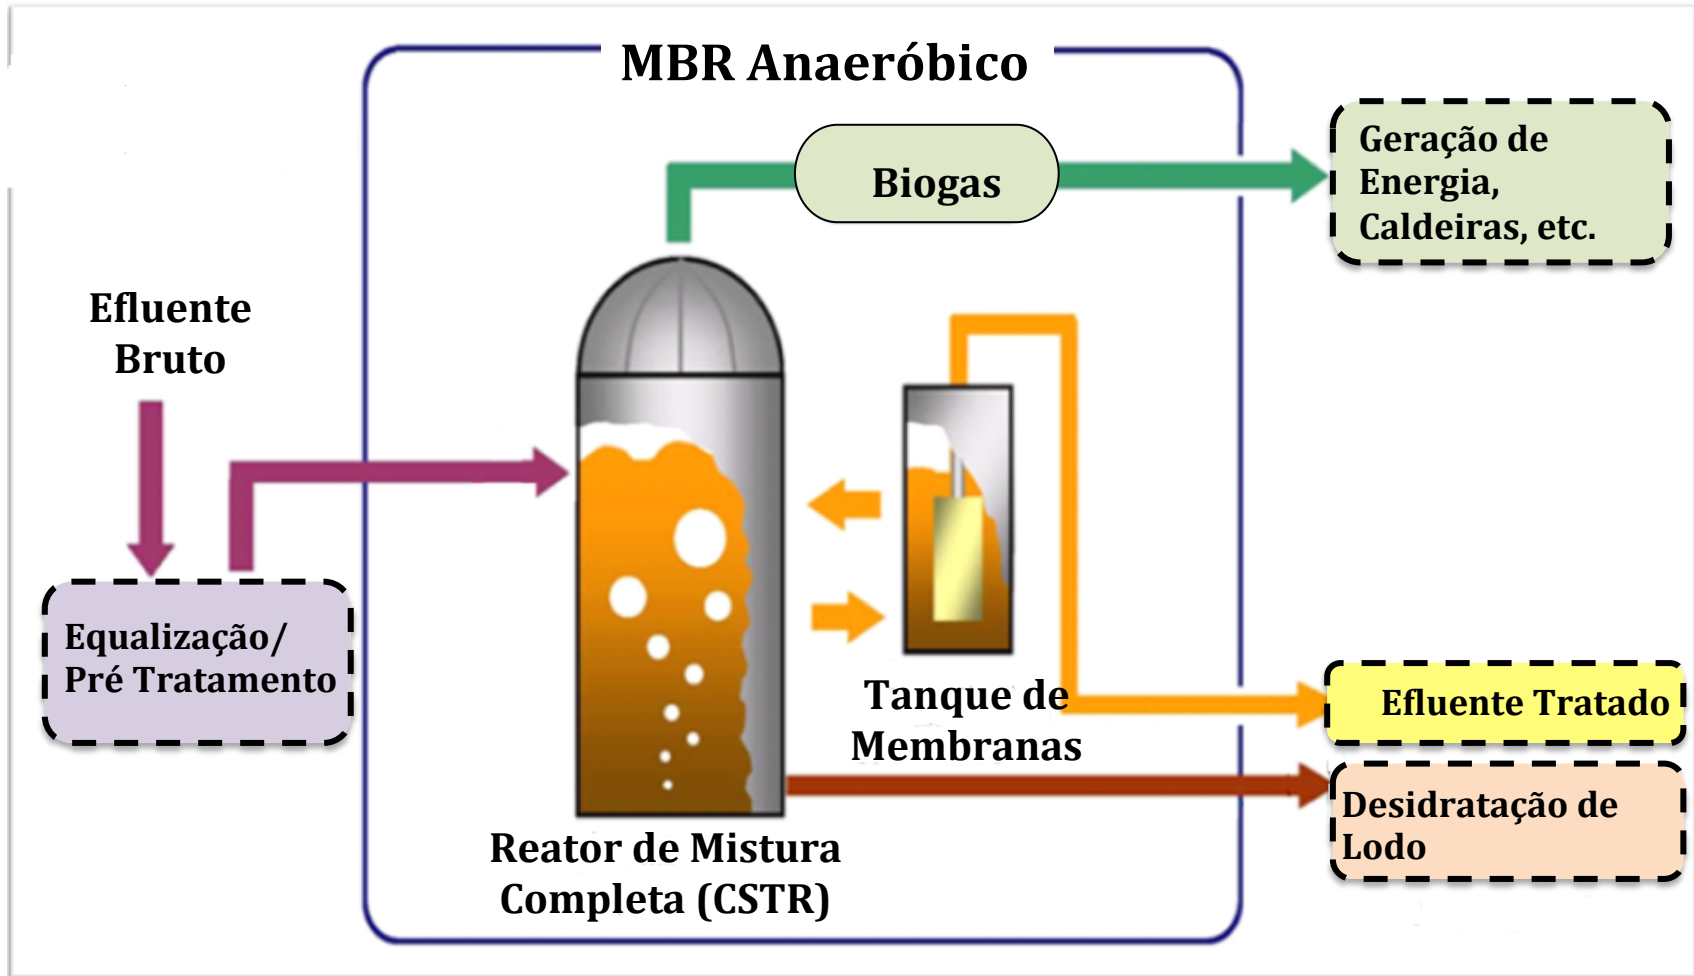 MBR Anaeróbico
Biogas
Geração de
Energia,
Caldeiras, etc.
Efluente
Bruto
Equalização/
Pré Tratamento
Tanque de
Membranas
Efluente Tratado
Desidratação de
Lodo
Reator de Mistura
Completa (CSTR)